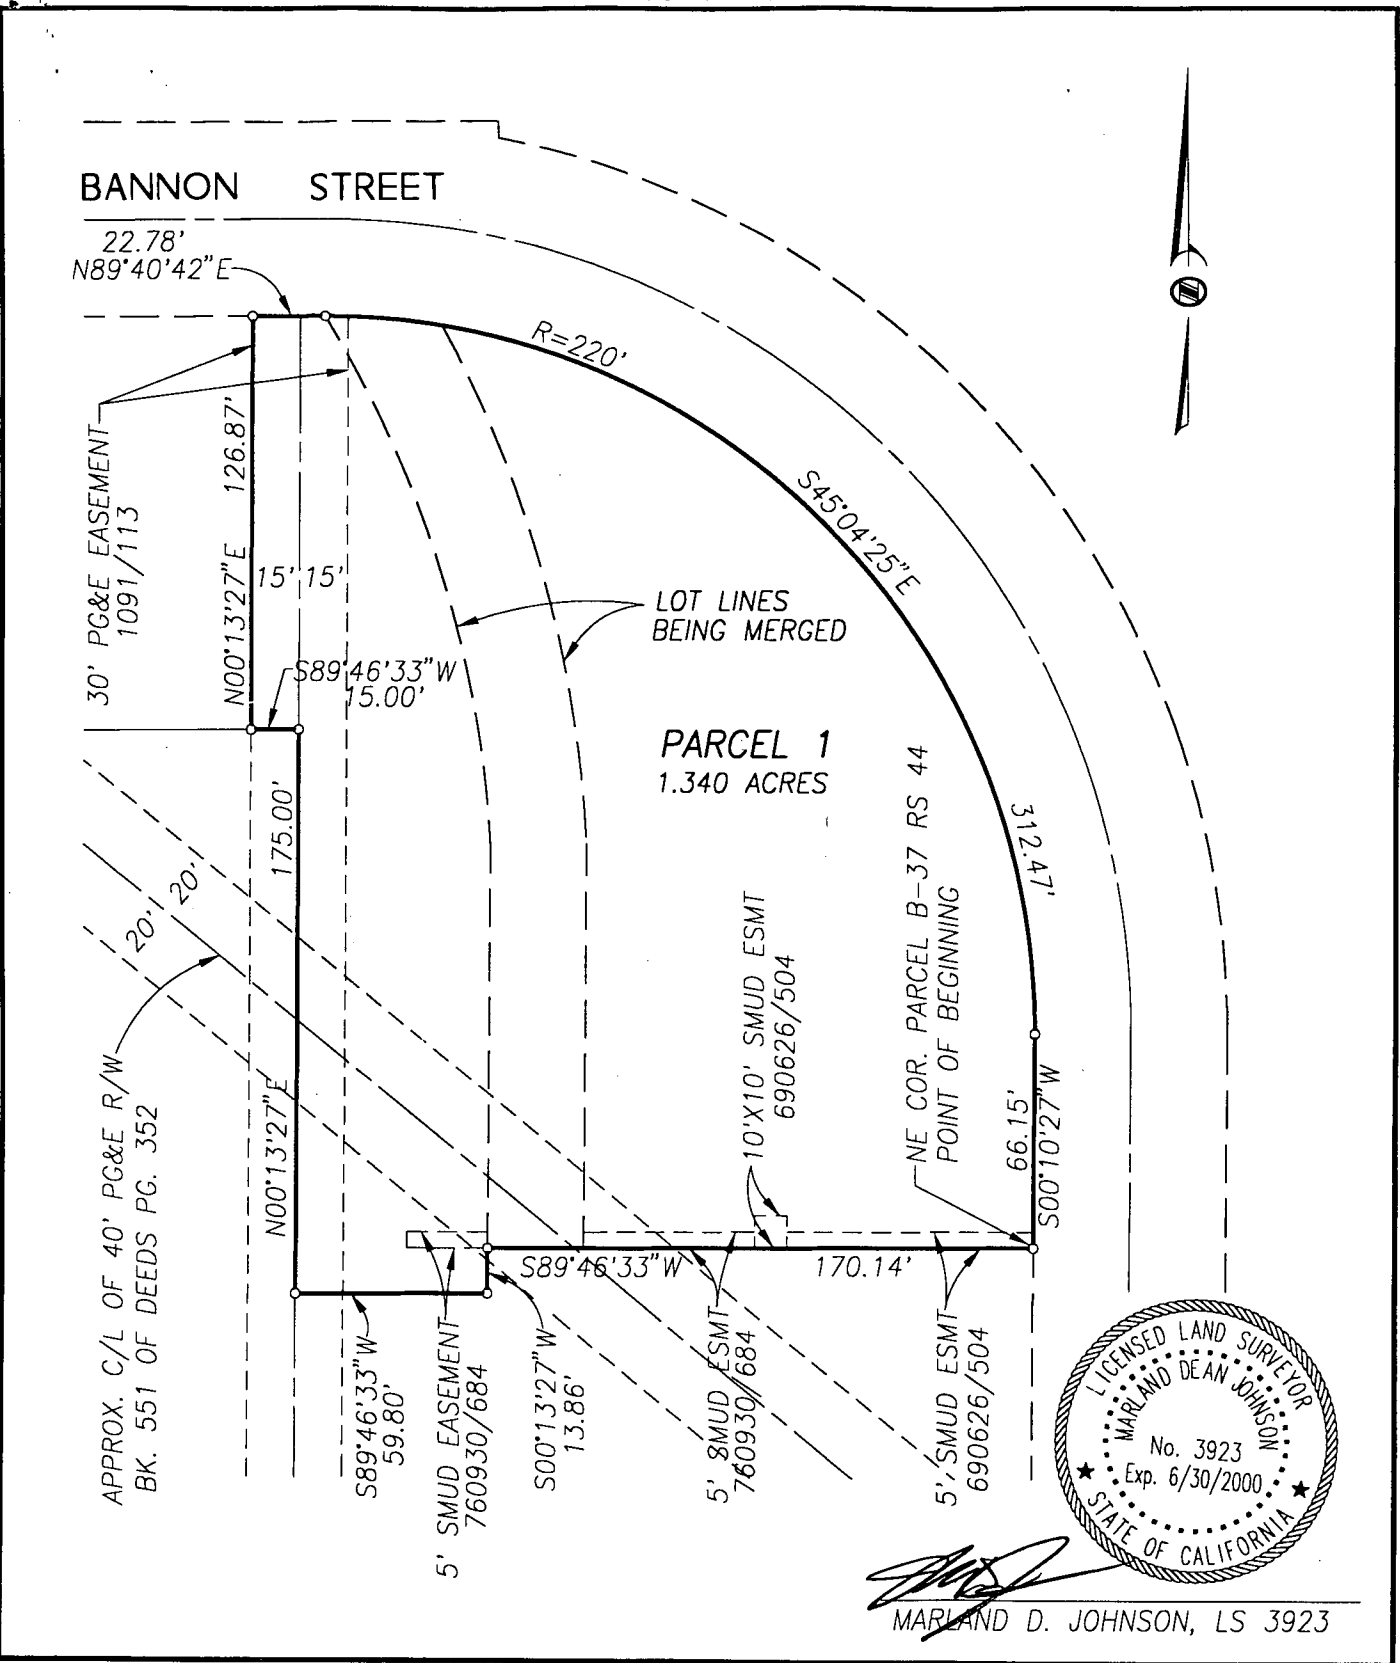 BANNON STREET
22.78'
N89°40'42"E
R=220'
S45°04'25"E
312.47'
30' PG&E EASEMENT
1091/113
N00°13'27"E 126.87'
15' 15'
LOT LINES
BEING MERGED
S89°46'33"W
15.00'
PARCEL 1
1.340 ACRES
175.00'
N00°13'27"E
20' 20'
APPROX. C/L OF 40' PG&E R/W
BK. 551 OF DEEDS PG. 352
10'X10' SMUD ESMT
690626/504
NE COR. PARCEL B-37 RS 44
POINT OF BEGINNING
66.15'
S00°10'27"W
S89°46'33"W 170.14'
S89°46'33"W
59.80'
5' SMUD EASEMENT
760930/684
S00°13'27"W
13.86'
5' SMUD ESMT
760930/684
5' SMUD ESMT
690626/504
LICENSED LAND SURVEYOR
MARLAND DEAN JOHNSON
No. 3923
Exp. 6/30/2000
STATE OF CALIFORNIA
MARLAND D. JOHNSON, LS 3923